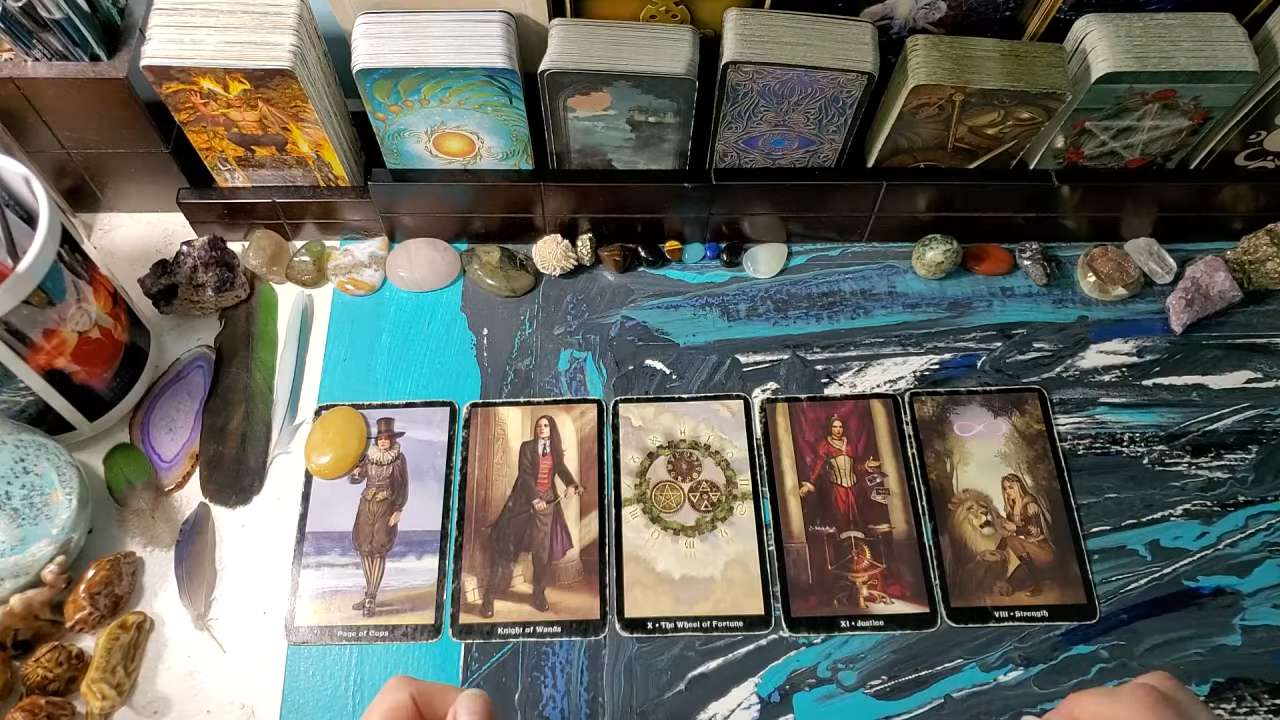 Page of Cups
Knight of Wands
X • The Wheel of Fortune
XI • Justice
VIII • Strength